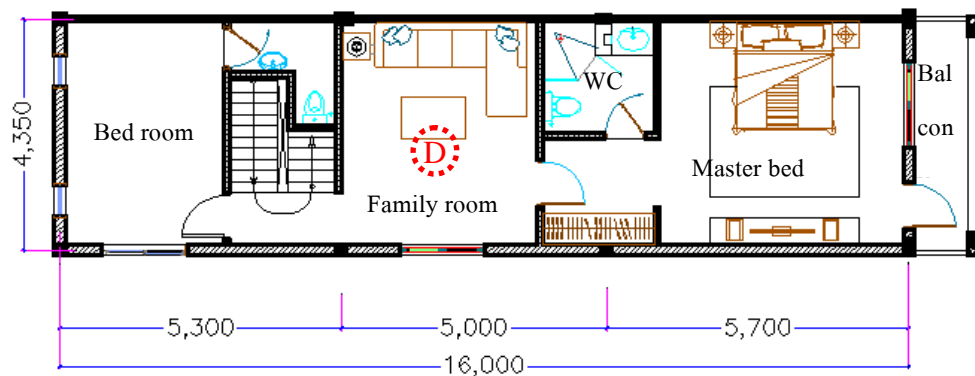 Bal
con
WC
Bed room
4,350
D
Master bed
Family room
5,300
5,000
5,700
16,000